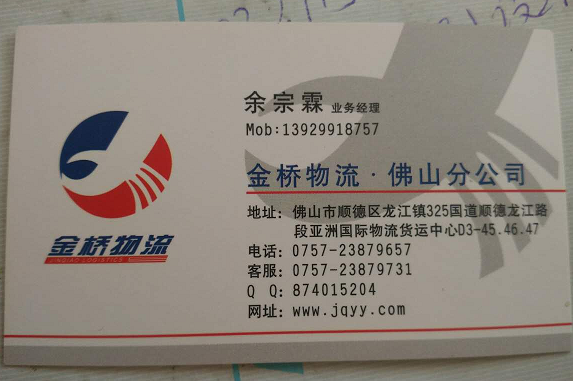 余宗霖 业务经理
Mob:13929918757
金桥物流·佛山分公司
地址: 佛山市顺德区龙江镇325国道顺德龙江路
段亚洲国际物流货运中心D3-45.46.47
电话: 0757-23879657
客服: 0757-23879731
Q Q: 874015204
网址: www.jqyy.com
金桥物流
JINQIAO LOGISTICS